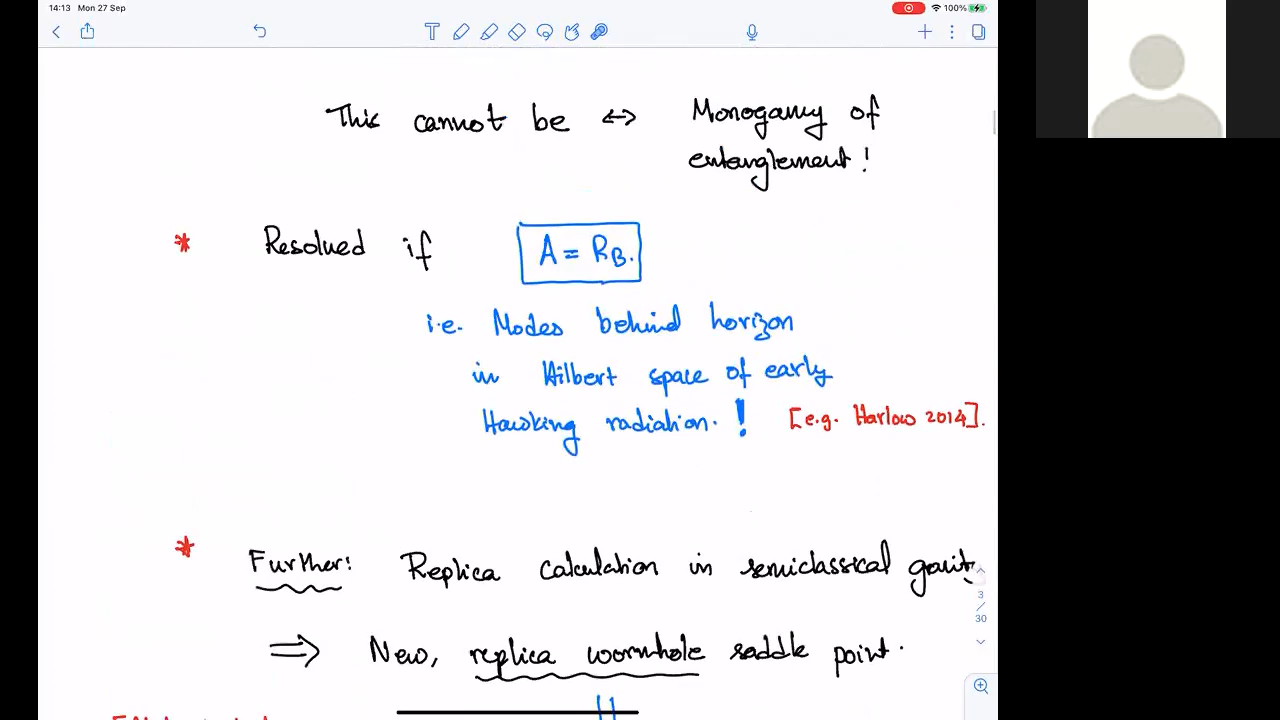 14:13 Mon 27 Sep
100%
This cannot be ↔ Monogamy of
entanglement!
* Resolved if A = R_B.
i.e. Modes behind horizon
in Hilbert space of early
Hawking radiation. ! [e.g. Harlow 2014].
* Further: Replica calculation in semiclassical
⇒ New, replica wormhole saddle point.
3
/
30